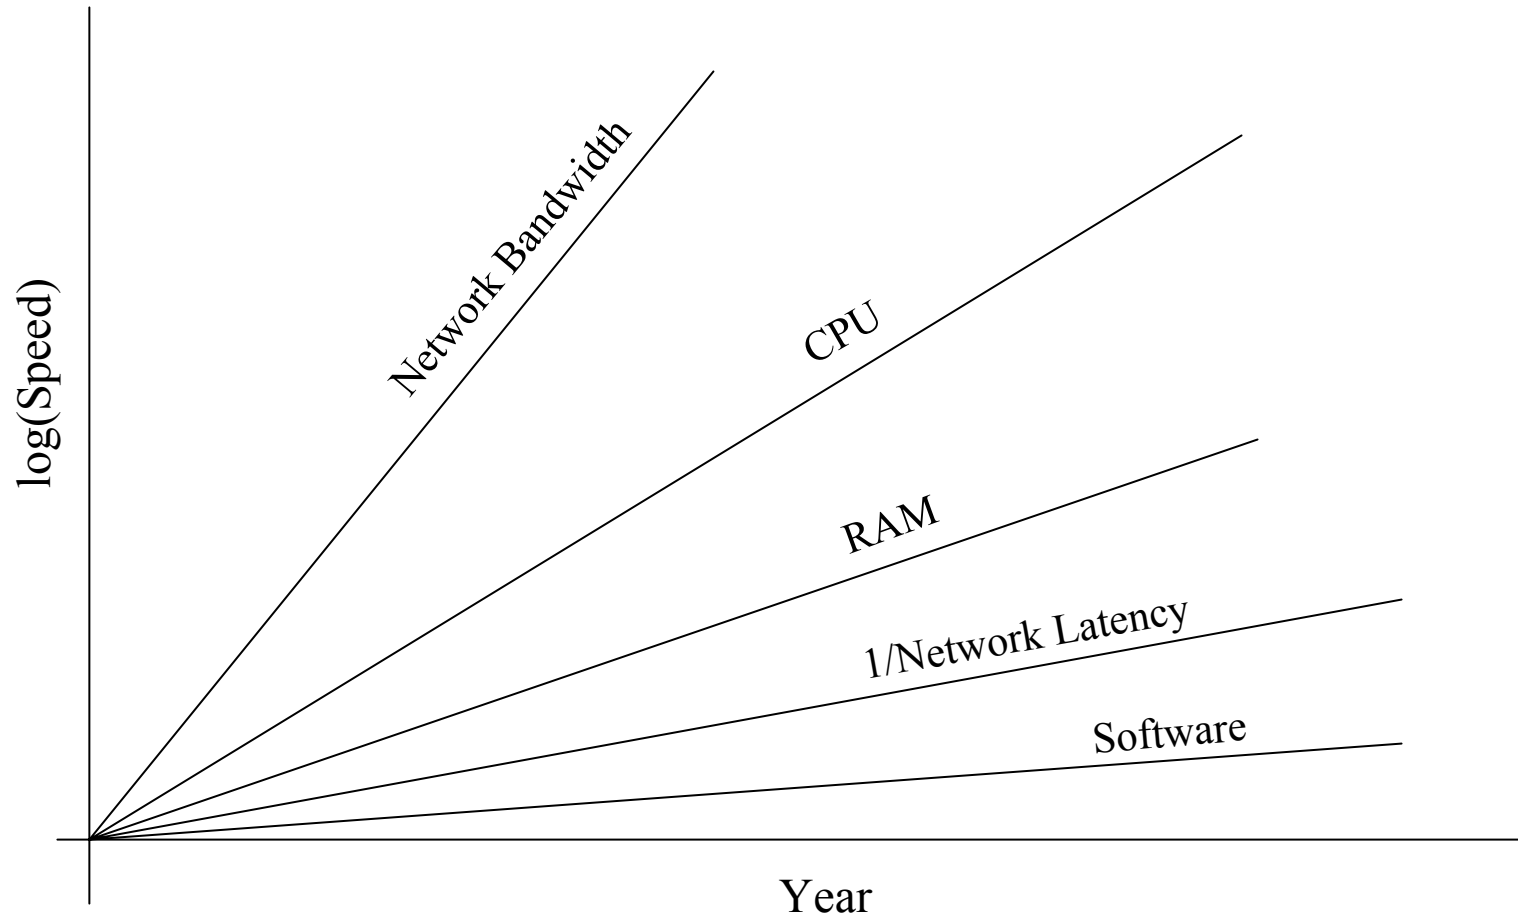 Network Bandwidth
CPU
RAM
1/Network Latency
Software
log(Speed)
Year